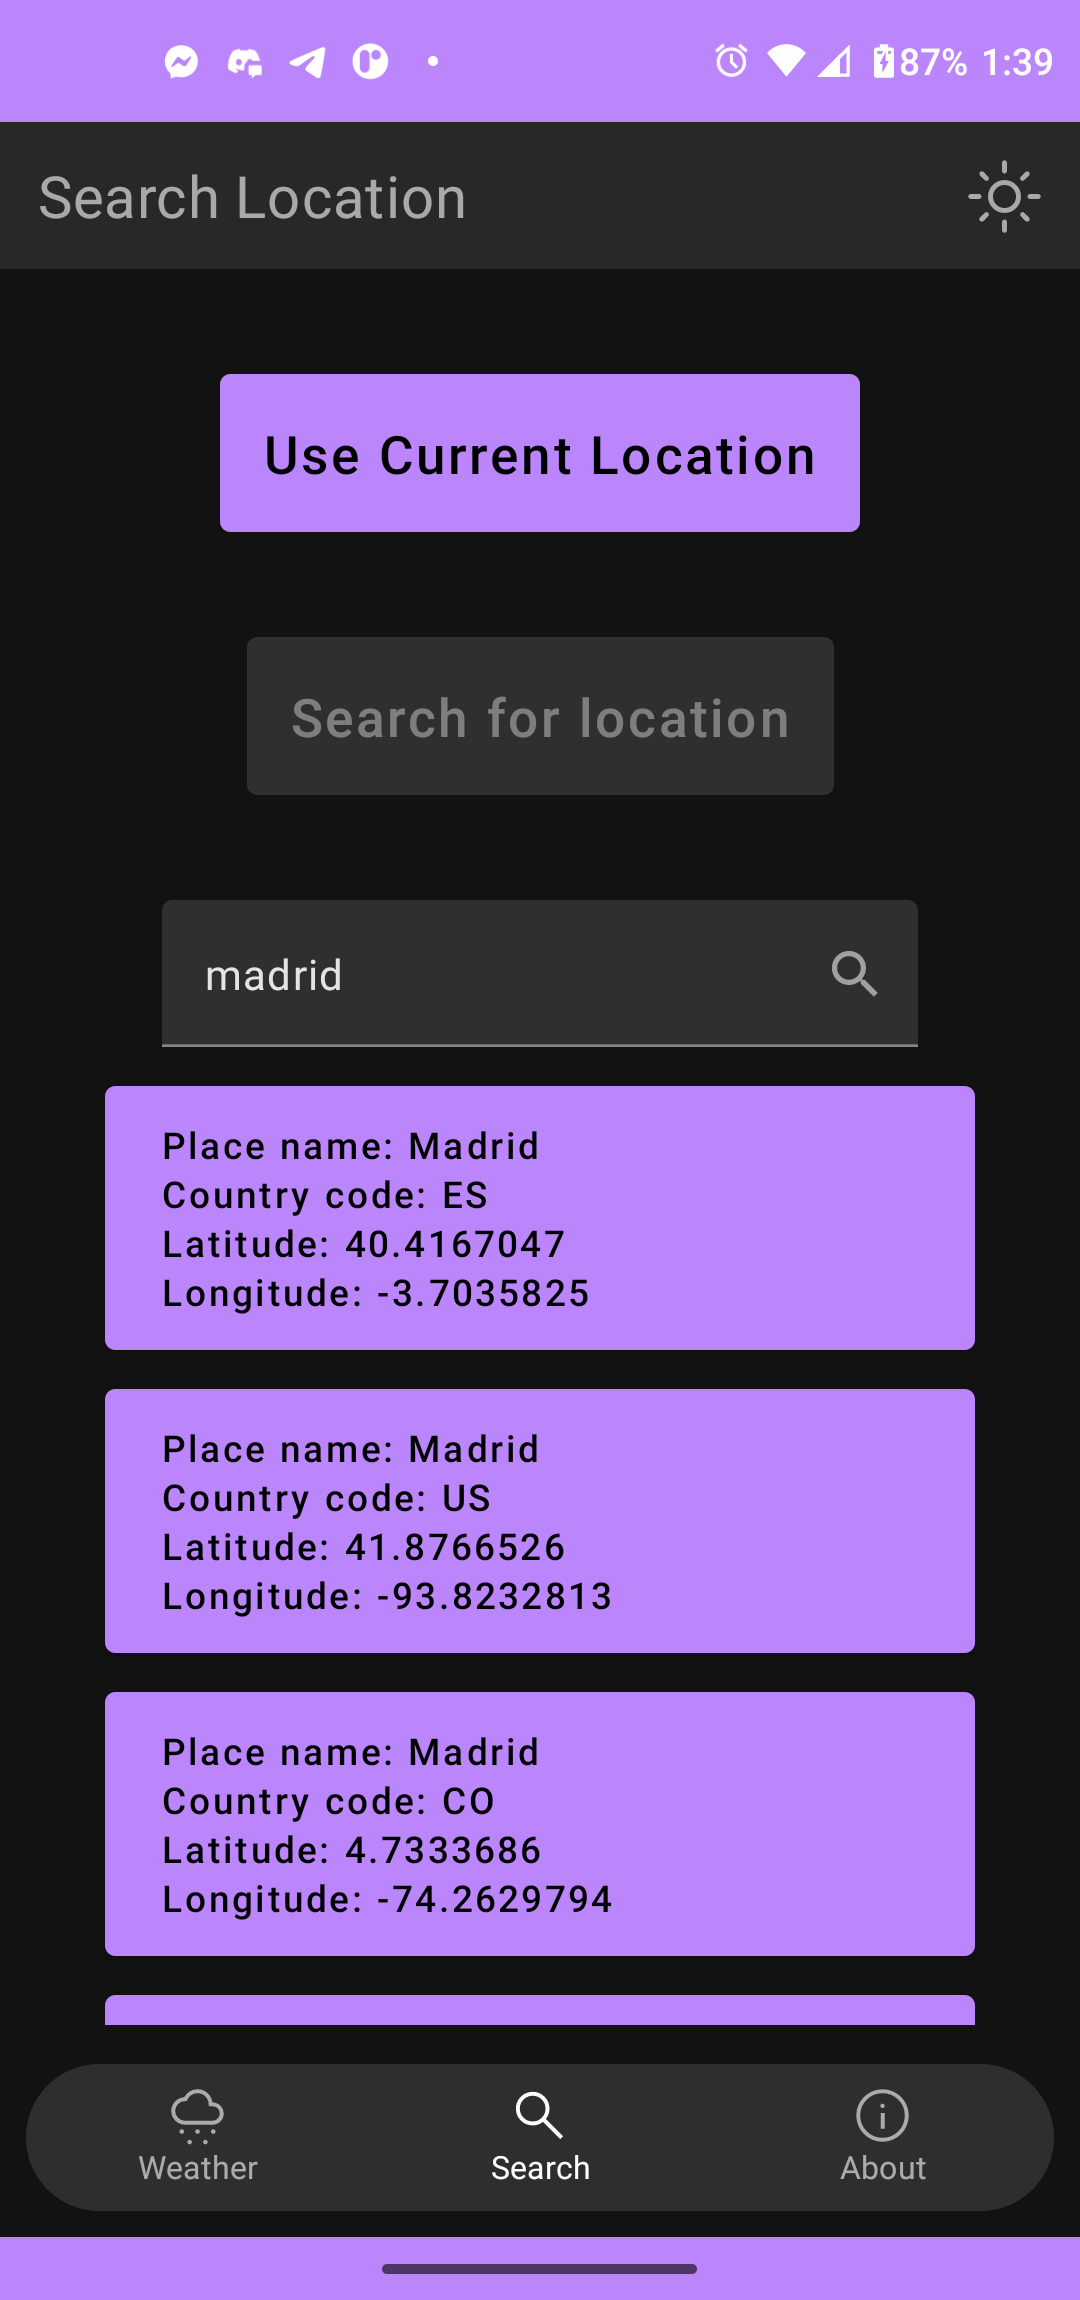 87% 1:39
Search Location
Use Current Location
Search for location
madrid
Place name: Madrid
Country code: ES
Latitude: 40.4167047
Longitude: -3.7035825
Place name: Madrid
Country code: US
Latitude: 41.8766526
Longitude: -93.8232813
Place name: Madrid
Country code: CO
Latitude: 4.7333686
Longitude: -74.2629794
Weather
Search
About